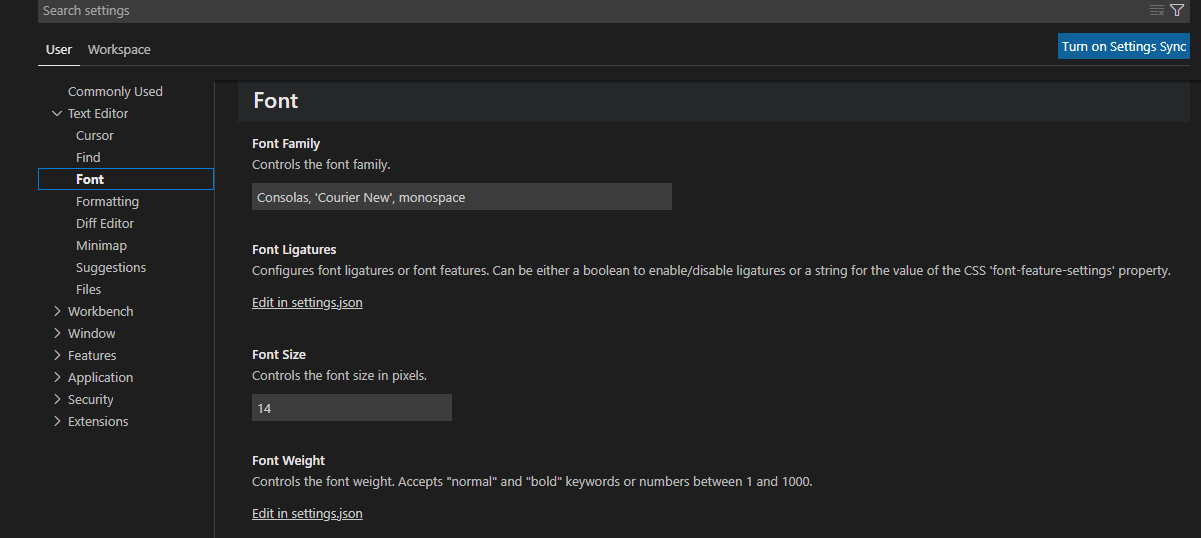 Search settings
User
Workspace
Turn on Settings Sync
Commonly Used
Text Editor
Cursor
Find
Font
Formatting
Diff Editor
Minimap
Suggestions
Files
Workbench
Window
Features
Application
Security
Extensions
Font
Font Family
Controls the font family.
Consolas, 'Courier New', monospace
Font Ligatures
Configures font ligatures or font features. Can be either a boolean to enable/disable ligatures or a string for the value of the CSS 'font-feature-settings' property.
Edit in settings.json
Font Size
Controls the font size in pixels.
14
Font Weight
Controls the font weight. Accepts "normal" and "bold" keywords or numbers between 1 and 1000.
Edit in settings.json